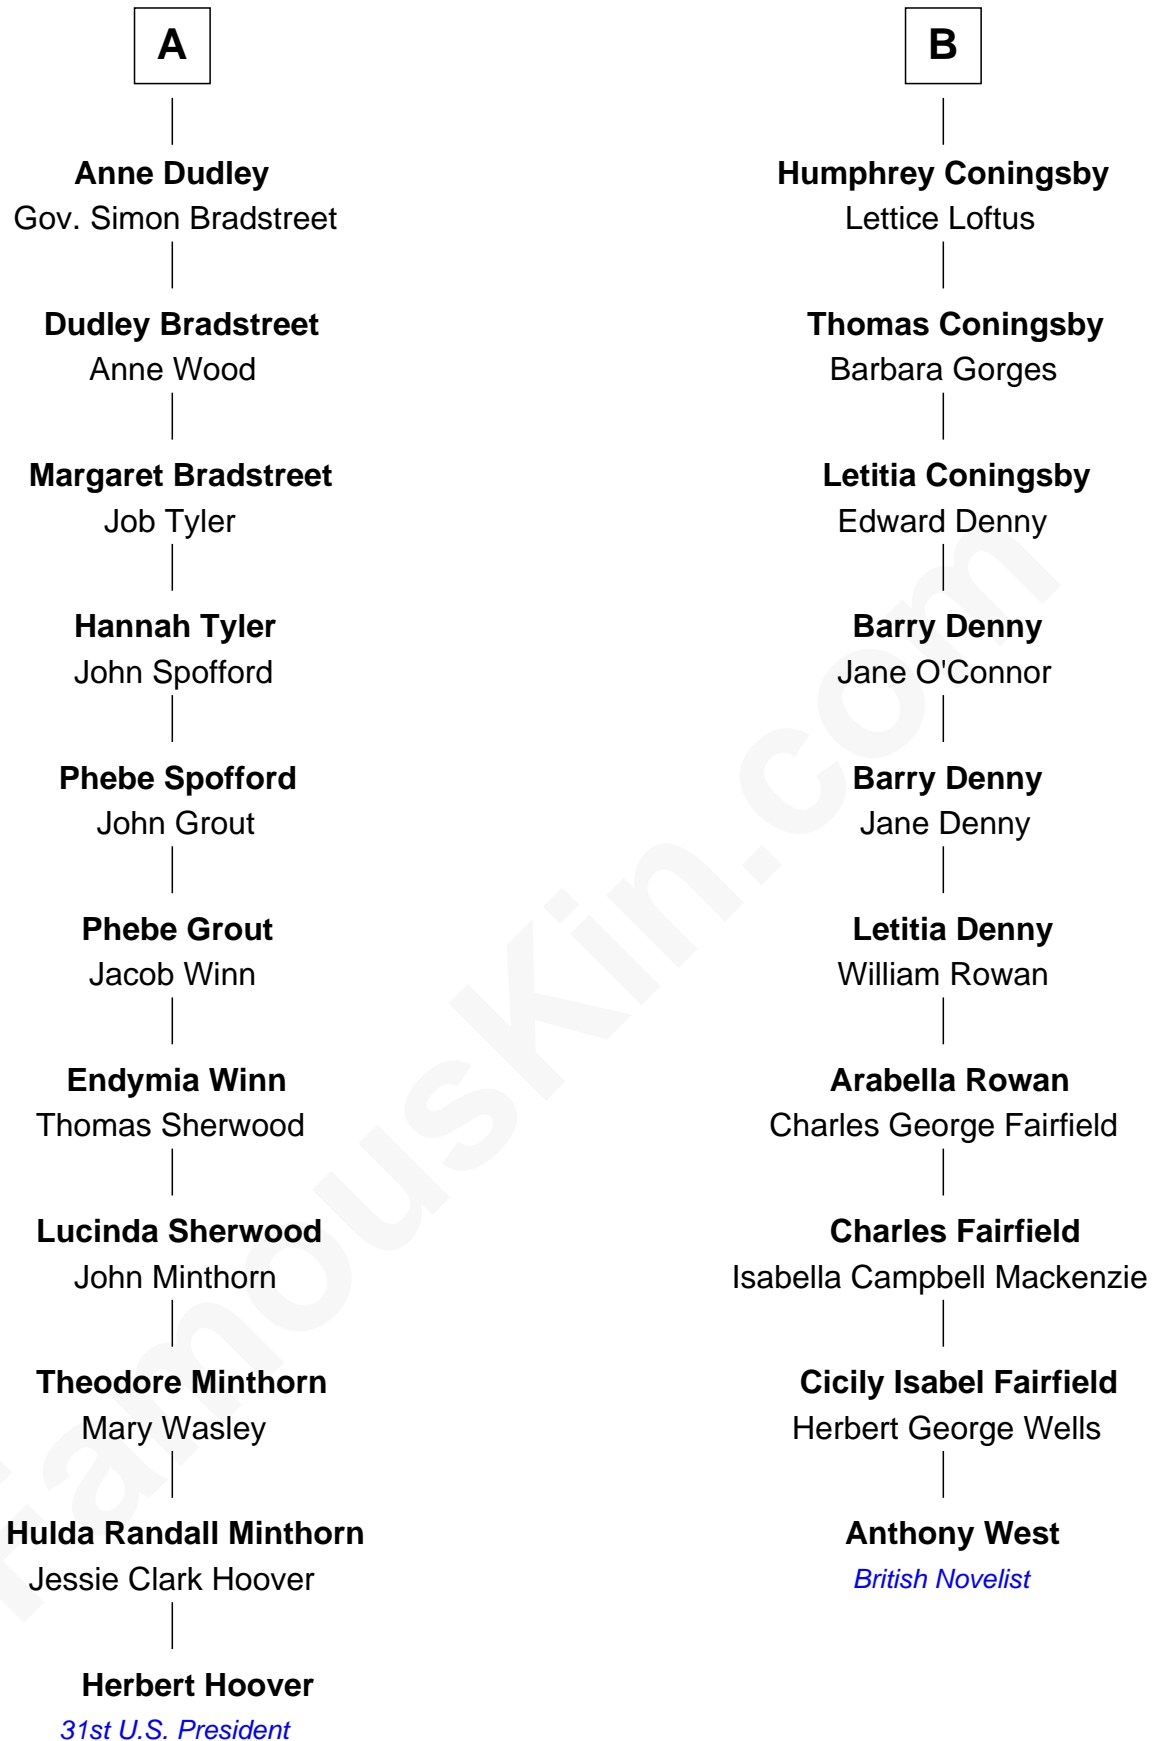 A
Anne Dudley
Gov. Simon Bradstreet
Dudley Bradstreet
Anne Wood
Margaret Bradstreet
Job Tyler
Hannah Tyler
John Spofford
Phebe Spofford
John Grout
Phebe Grout
Jacob Winn
Endymia Winn
Thomas Sherwood
Lucinda Sherwood
John Minthorn
Theodore Minthorn
Mary Wasley
Hulda Randall Minthorn
Jessie Clark Hoover
Herbert Hoover
31st U.S. President
B
Humphrey Coningsby
Lettice Loftus
Thomas Coningsby
Barbara Gorges
Letitia Coningsby
Edward Denny
Barry Denny
Jane O'Connor
Barry Denny
Jane Denny
Letitia Denny
William Rowan
Arabella Rowan
Charles George Fairfield
Charles Fairfield
Isabella Campbell Mackenzie
Cicily Isabel Fairfield
Herbert George Wells
Anthony West
British Novelist
famouskin.com